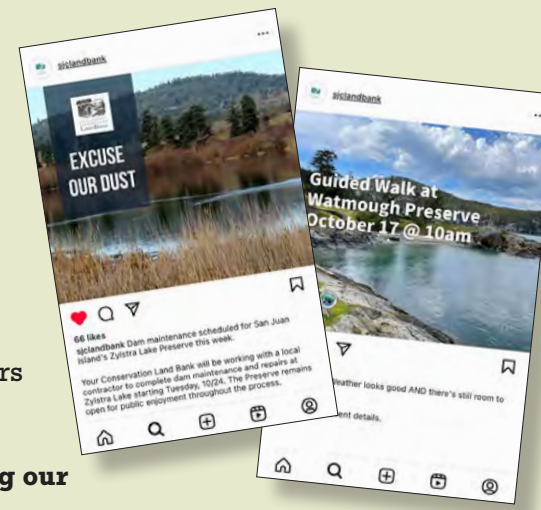 sjclandbank
LAND BANK
EXCUSE
OUR DUST
66 likes
sjclandbank Dam maintenance scheduled for San Juan
Island's Zylstra Lake Preserve this week.
Your Conservation Land Bank will be working with a local
contractor to complete dam maintenance and repairs at
Zylstra Lake starting Tuesday, 10/24. The Preserve remains
open for public enjoyment throughout the process.
sjclandbank
Guided Walk at
Watmough Preserve
October 17 @ 10am
eather looks good AND there's still room to
ent details.
rs
g our